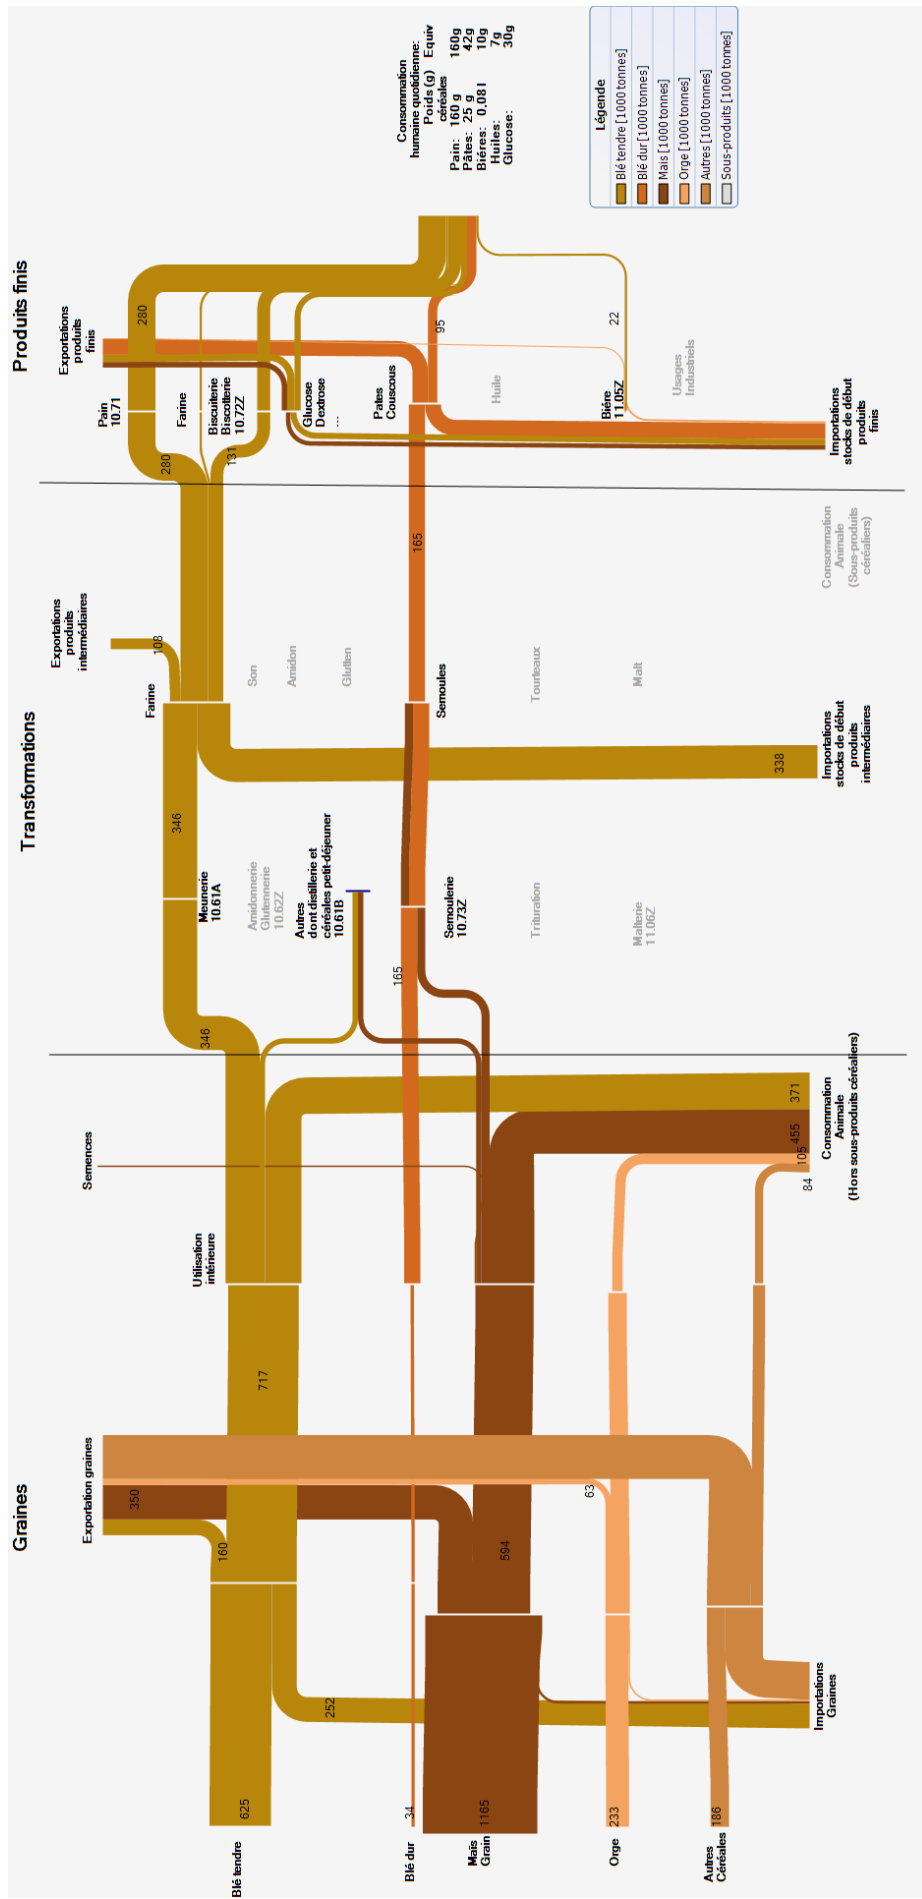 Graines
Transformations
Produits finis
Exportation graines
Semences
Exportations
produits
intermédiaires
Exportations
produits
finis
Blé tendre
625
160
252
717
Utilisation
intérieure
346
Meunerie
10.61A
346
Farine
108
338
280
131
Pain
10.71
280
Farine
Biscuiterie
Biscotterie
10.72Z
Glucose
Dextrose
...
Amidonnerie
Glutennerie
10.62Z
Son
Amidon
Glutten
Autres
dont distillerie et
céréales petit-déjeuner
10.61B
Blé dur
34
165
Semoulerie
10.73Z
Semoules
165
Pates
Couscous
95
Maïs
Grain
1165
350
594
Trituration
Tourteaux
Huile
Orge
233
63
Malterie
11.06Z
Malt
Biére
11.05Z
22
Usages
Industriels
Autres
Céréales
186
Importations
Graines
371
455
105
84
Consommation
Animale
(Hors sous-produits céréaliers)
Importations
stocks de début
produits
intermédiaires
Consommation
Animale
(Sous-produits
céréaliers)
Importations
stocks de début
produits
finis
Consommation
humaine quotidienne:
Poids (g) Equiv
céréales
Pain: 160 g 160g
Pâtes: 25 g 42g
Biéres: 0,08 l 10g
Huiles: 7g
Glucose: 30g
Légende
Blé tendre [1000 tonnes]
Blé dur [1000 tonnes]
Mais [1000 tonnes]
Orge [1000 tonnes]
Autres [1000 tonnes]
Sous-produits [1000 tonnes]